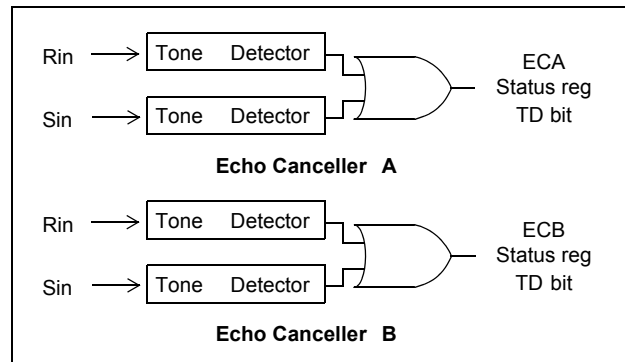 Rin
Tone Detector
Sin
Tone Detector
ECA
Status reg
TD bit
Echo Canceller A
Rin
Tone Detector
Sin
Tone Detector
ECB
Status reg
TD bit
Echo Canceller B